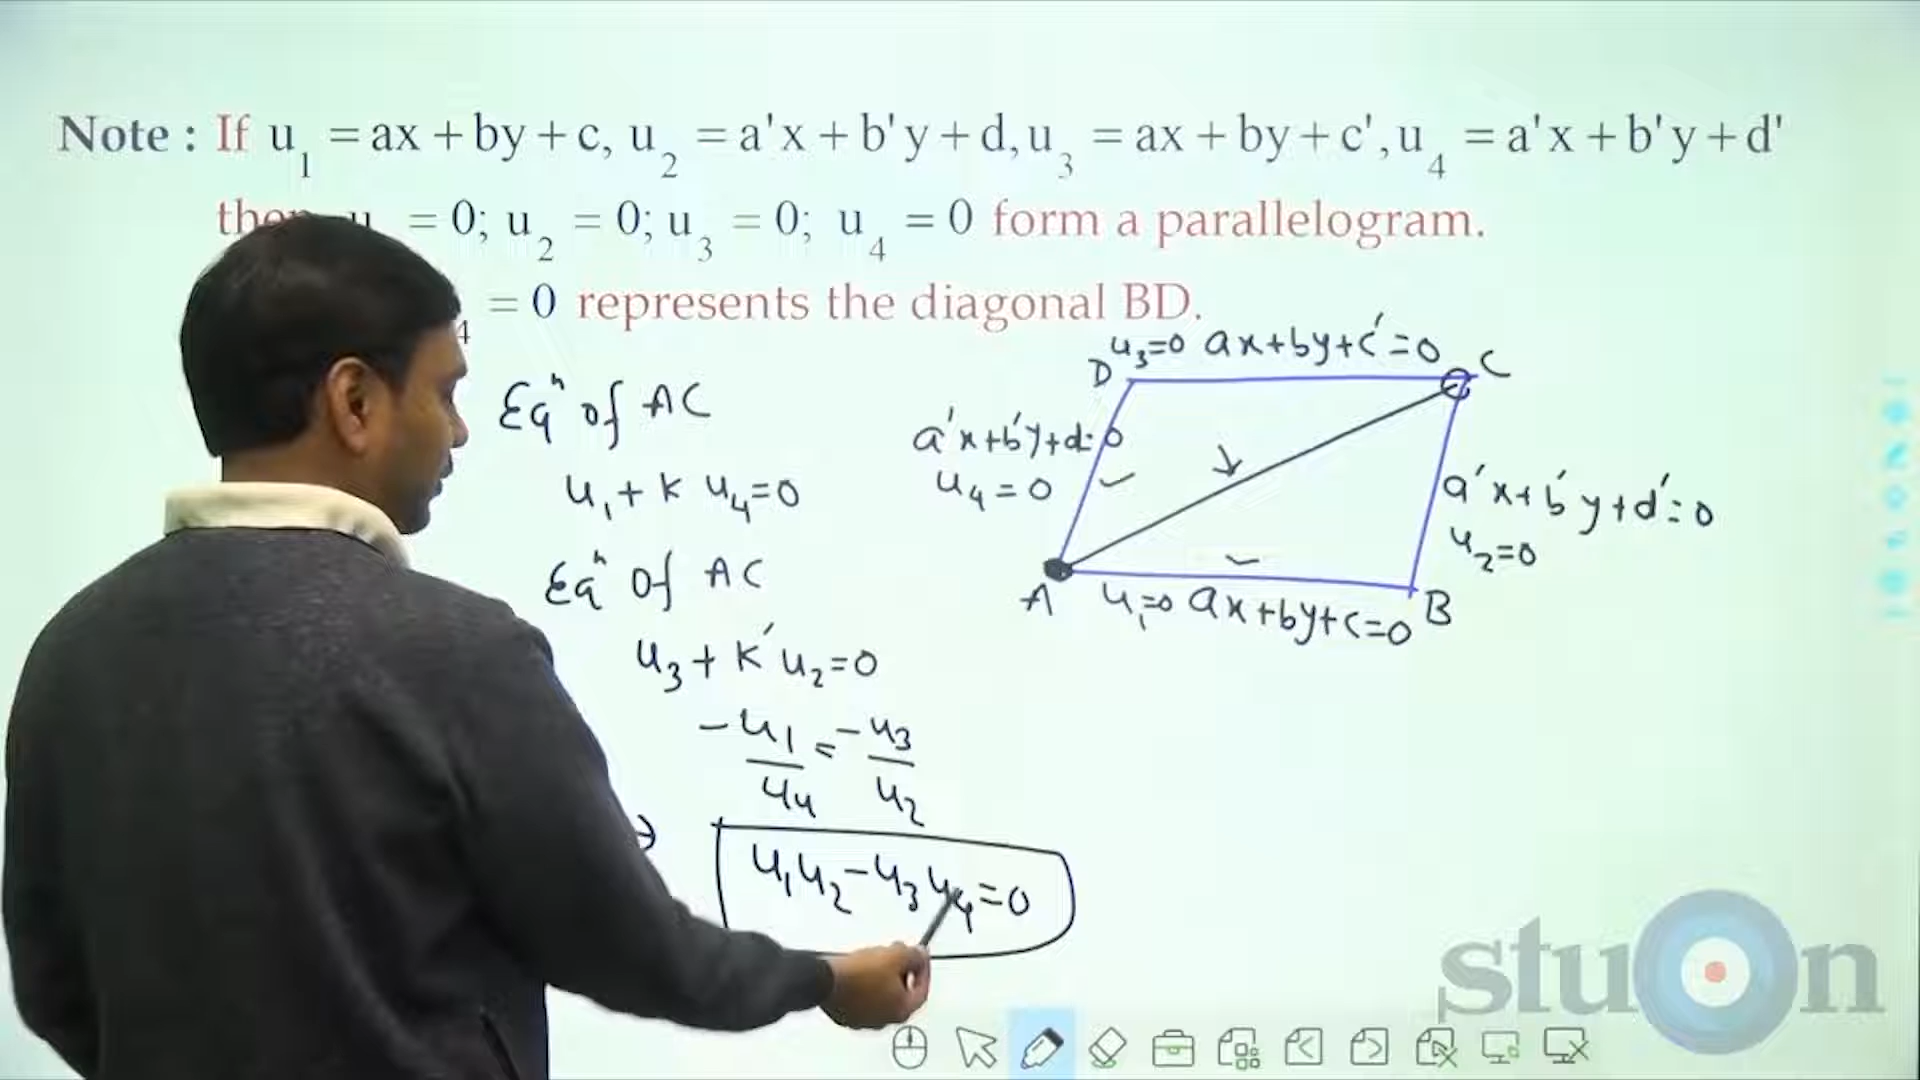 Note : If u₁ = ax + by + c, u₂ = a'x + b'y + d, u₃ = ax + by + c', u₄ = a'x + b'y + d'
= 0; u₂ = 0; u₃ = 0; u₄ = 0 form a parallelogram.
₄ = 0 represents the diagonal BD.
D u₃=0 ax+by+c'=0 C
Eqⁿ of AC
a'x+b'y+d=0
u₄=0
u₁+k u₄=0
a'x+b'y+d'=0
u₂=0
Eqⁿ of AC
A u₁=0 ax+by+c=0 B
u₃+k'u₂=0
-u₁/u₄ = -u₃/u₂
→ u₁u₂-u₃u₄=0
stuOn